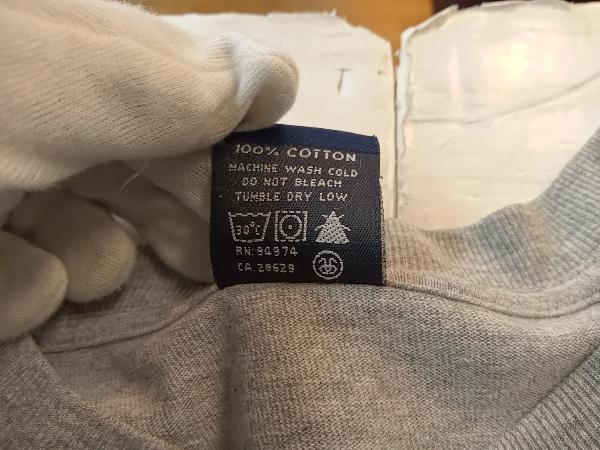 100% COTTON
MACHINE WASH COLD
DO NOT BLEACH
TUMBLE DRY LOW
30°C
RN:94974
CA.28629